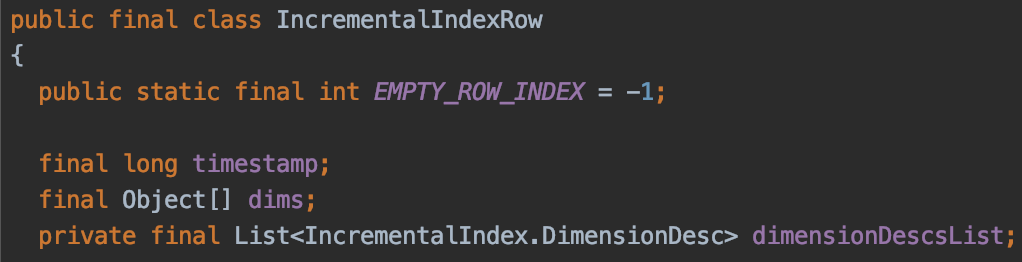 public final class IncrementalIndexRow
{
public static final int EMPTY_ROW_INDEX = -1;
final long timestamp;
final Object[] dims;
private final List<IncrementalIndex.DimensionDesc> dimensionDescsList;